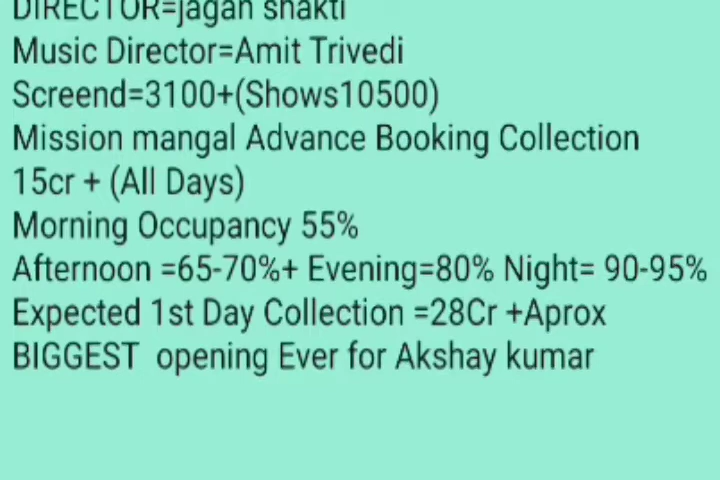 DIRECTOR=jagan shakti
Music Director=Amit Trivedi
Screend=3100+(Shows10500)
Mission mangal Advance Booking Collection
15cr + (All Days)
Morning Occupancy 55%
Afternoon =65-70%+ Evening=80% Night= 90-95%
Expected 1st Day Collection =28Cr +Aprox
BIGGEST  opening Ever for Akshay kumar